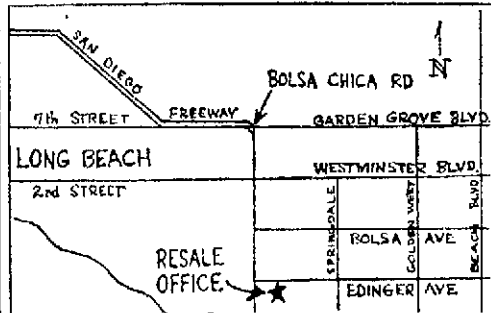 SAN DIEGO
FREEWAY
N
BOLSA CHICA RD
7th STREET
GARDEN GROVE BLVD.
LONG BEACH
WESTMINSTER BLVD.
2nd STREET
SPRINGDALE
GOLDEN WEST
BEACH BLVD
BOLSA AVE
RESALE
OFFICE
EDINGER AVE